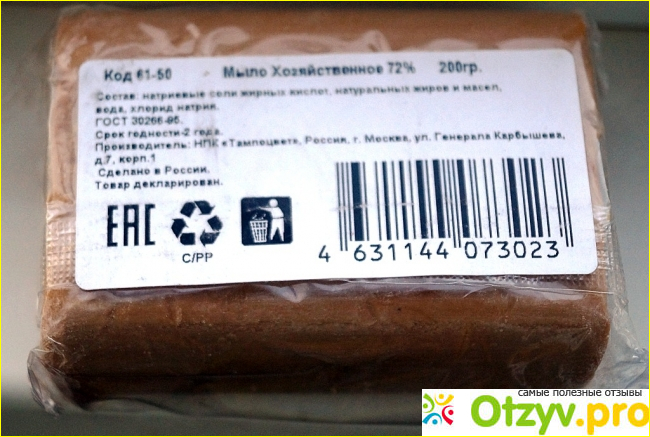 Код 61-50 Мыло Хозяйственное 72% 200гр.
Состав: натриевые соли жирных кислот, натуральных жиров и масел,
вода, хлорид натрия.
ГОСТ 30266-95.
Срок годности-2 года.
Производитель: НПК «Тампоцвет», Россия, г. Москва, ул. Генерала Карбышева,
д.7, корп.1
Сделано в России.
Товар декларирован.
EAC
C/PP
4 631144 073023
самые полезные отзывы
Otzyv.pro